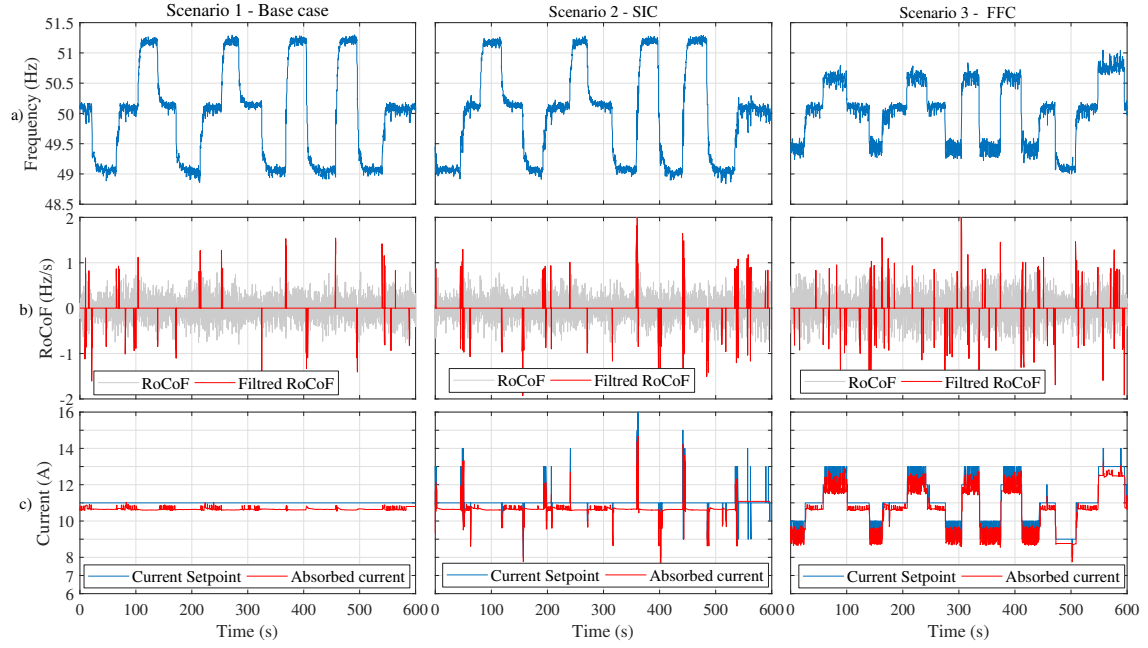 Scenario 1 - Base case Scenario 2 - SIC Scenario 3 - FFC
a)
Frequency (Hz)
51.5
51
50.5
50
49.5
49
48.5
b)
RoCoF (Hz/s)
2
1
0
-1
-2
RoCoF Filtred RoCoF RoCoF Filtred RoCoF RoCoF Filtred RoCoF
c)
Current (A)
16
14
12
11
10
9
8
7
6
Current Setpoint Absorbed current Current Setpoint Absorbed current Current Setpoint Absorbed current
0 100 200 300 400 500 600 0 100 200 300 400 500 600 0 100 200 300 400 500 600
Time (s) Time (s) Time (s)